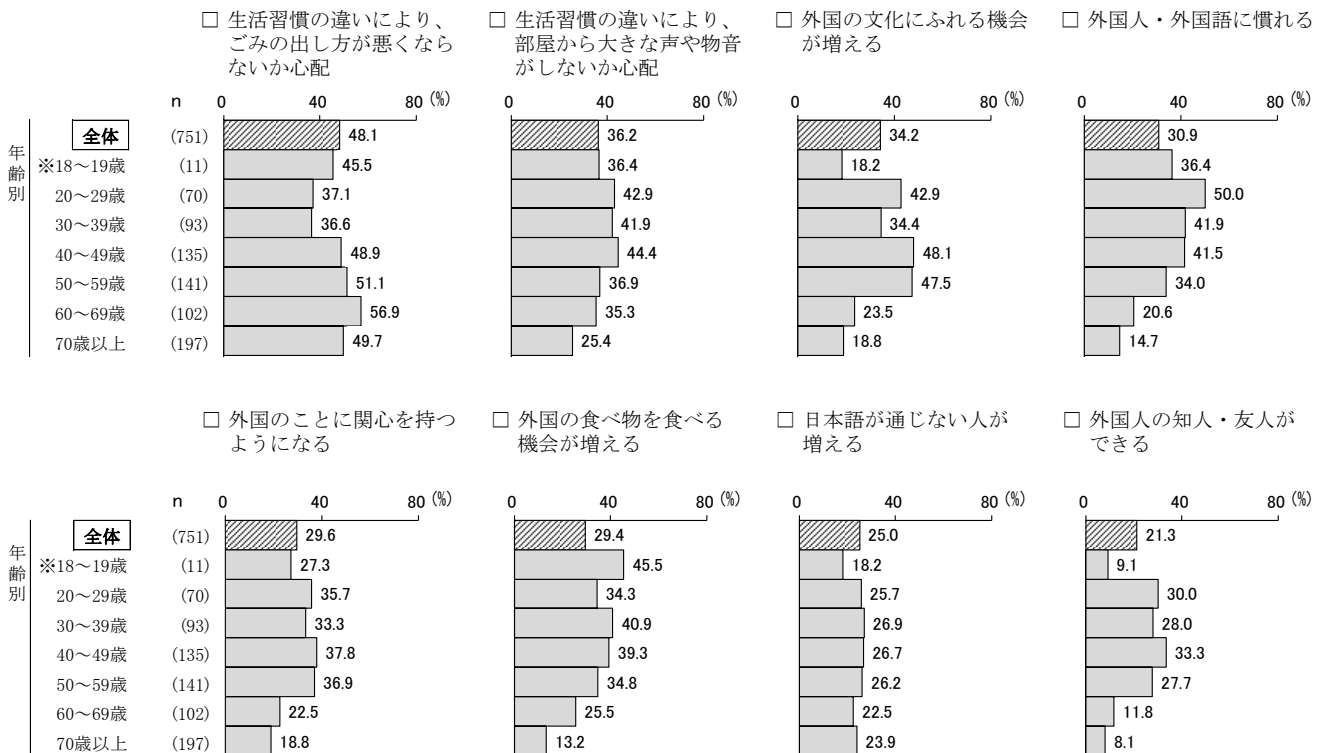 □ 生活習慣の違いにより、
ごみの出し方が悪くなら
ないか心配
□ 生活習慣の違いにより、
部屋から大きな声や物音
がしないか心配
□ 外国の文化にふれる機会
が増える
□ 外国人・外国語に慣れる
n 0 40 80 (%) 0 40 80 (%) 0 40 80 (%) 0 40 80 (%)
年齢別
全体 (751) 48.1 36.2 34.2 30.9
※18～19歳 (11) 45.5 36.4 18.2 36.4
20～29歳 (70) 37.1 42.9 42.9 50.0
30～39歳 (93) 36.6 41.9 34.4 41.9
40～49歳 (135) 48.9 44.4 48.1 41.5
50～59歳 (141) 51.1 36.9 47.5 34.0
60～69歳 (102) 56.9 35.3 23.5 20.6
70歳以上 (197) 49.7 25.4 18.8 14.7
□ 外国のことに関心を持つ
ようになる
□ 外国の食べ物を食べる
機会が増える
□ 日本語が通じない人が
増える
□ 外国人の知人・友人が
できる
n 0 40 80 (%) 0 40 80 (%) 0 40 80 (%) 0 40 80 (%)
年齢別
全体 (751) 29.6 29.4 25.0 21.3
※18～19歳 (11) 27.3 45.5 18.2 9.1
20～29歳 (70) 35.7 34.3 25.7 30.0
30～39歳 (93) 33.3 40.9 26.9 28.0
40～49歳 (135) 37.8 39.3 26.7 33.3
50～59歳 (141) 36.9 34.8 26.2 27.7
60～69歳 (102) 22.5 25.5 22.5 11.8
70歳以上 (197) 18.8 13.2 23.9 8.1